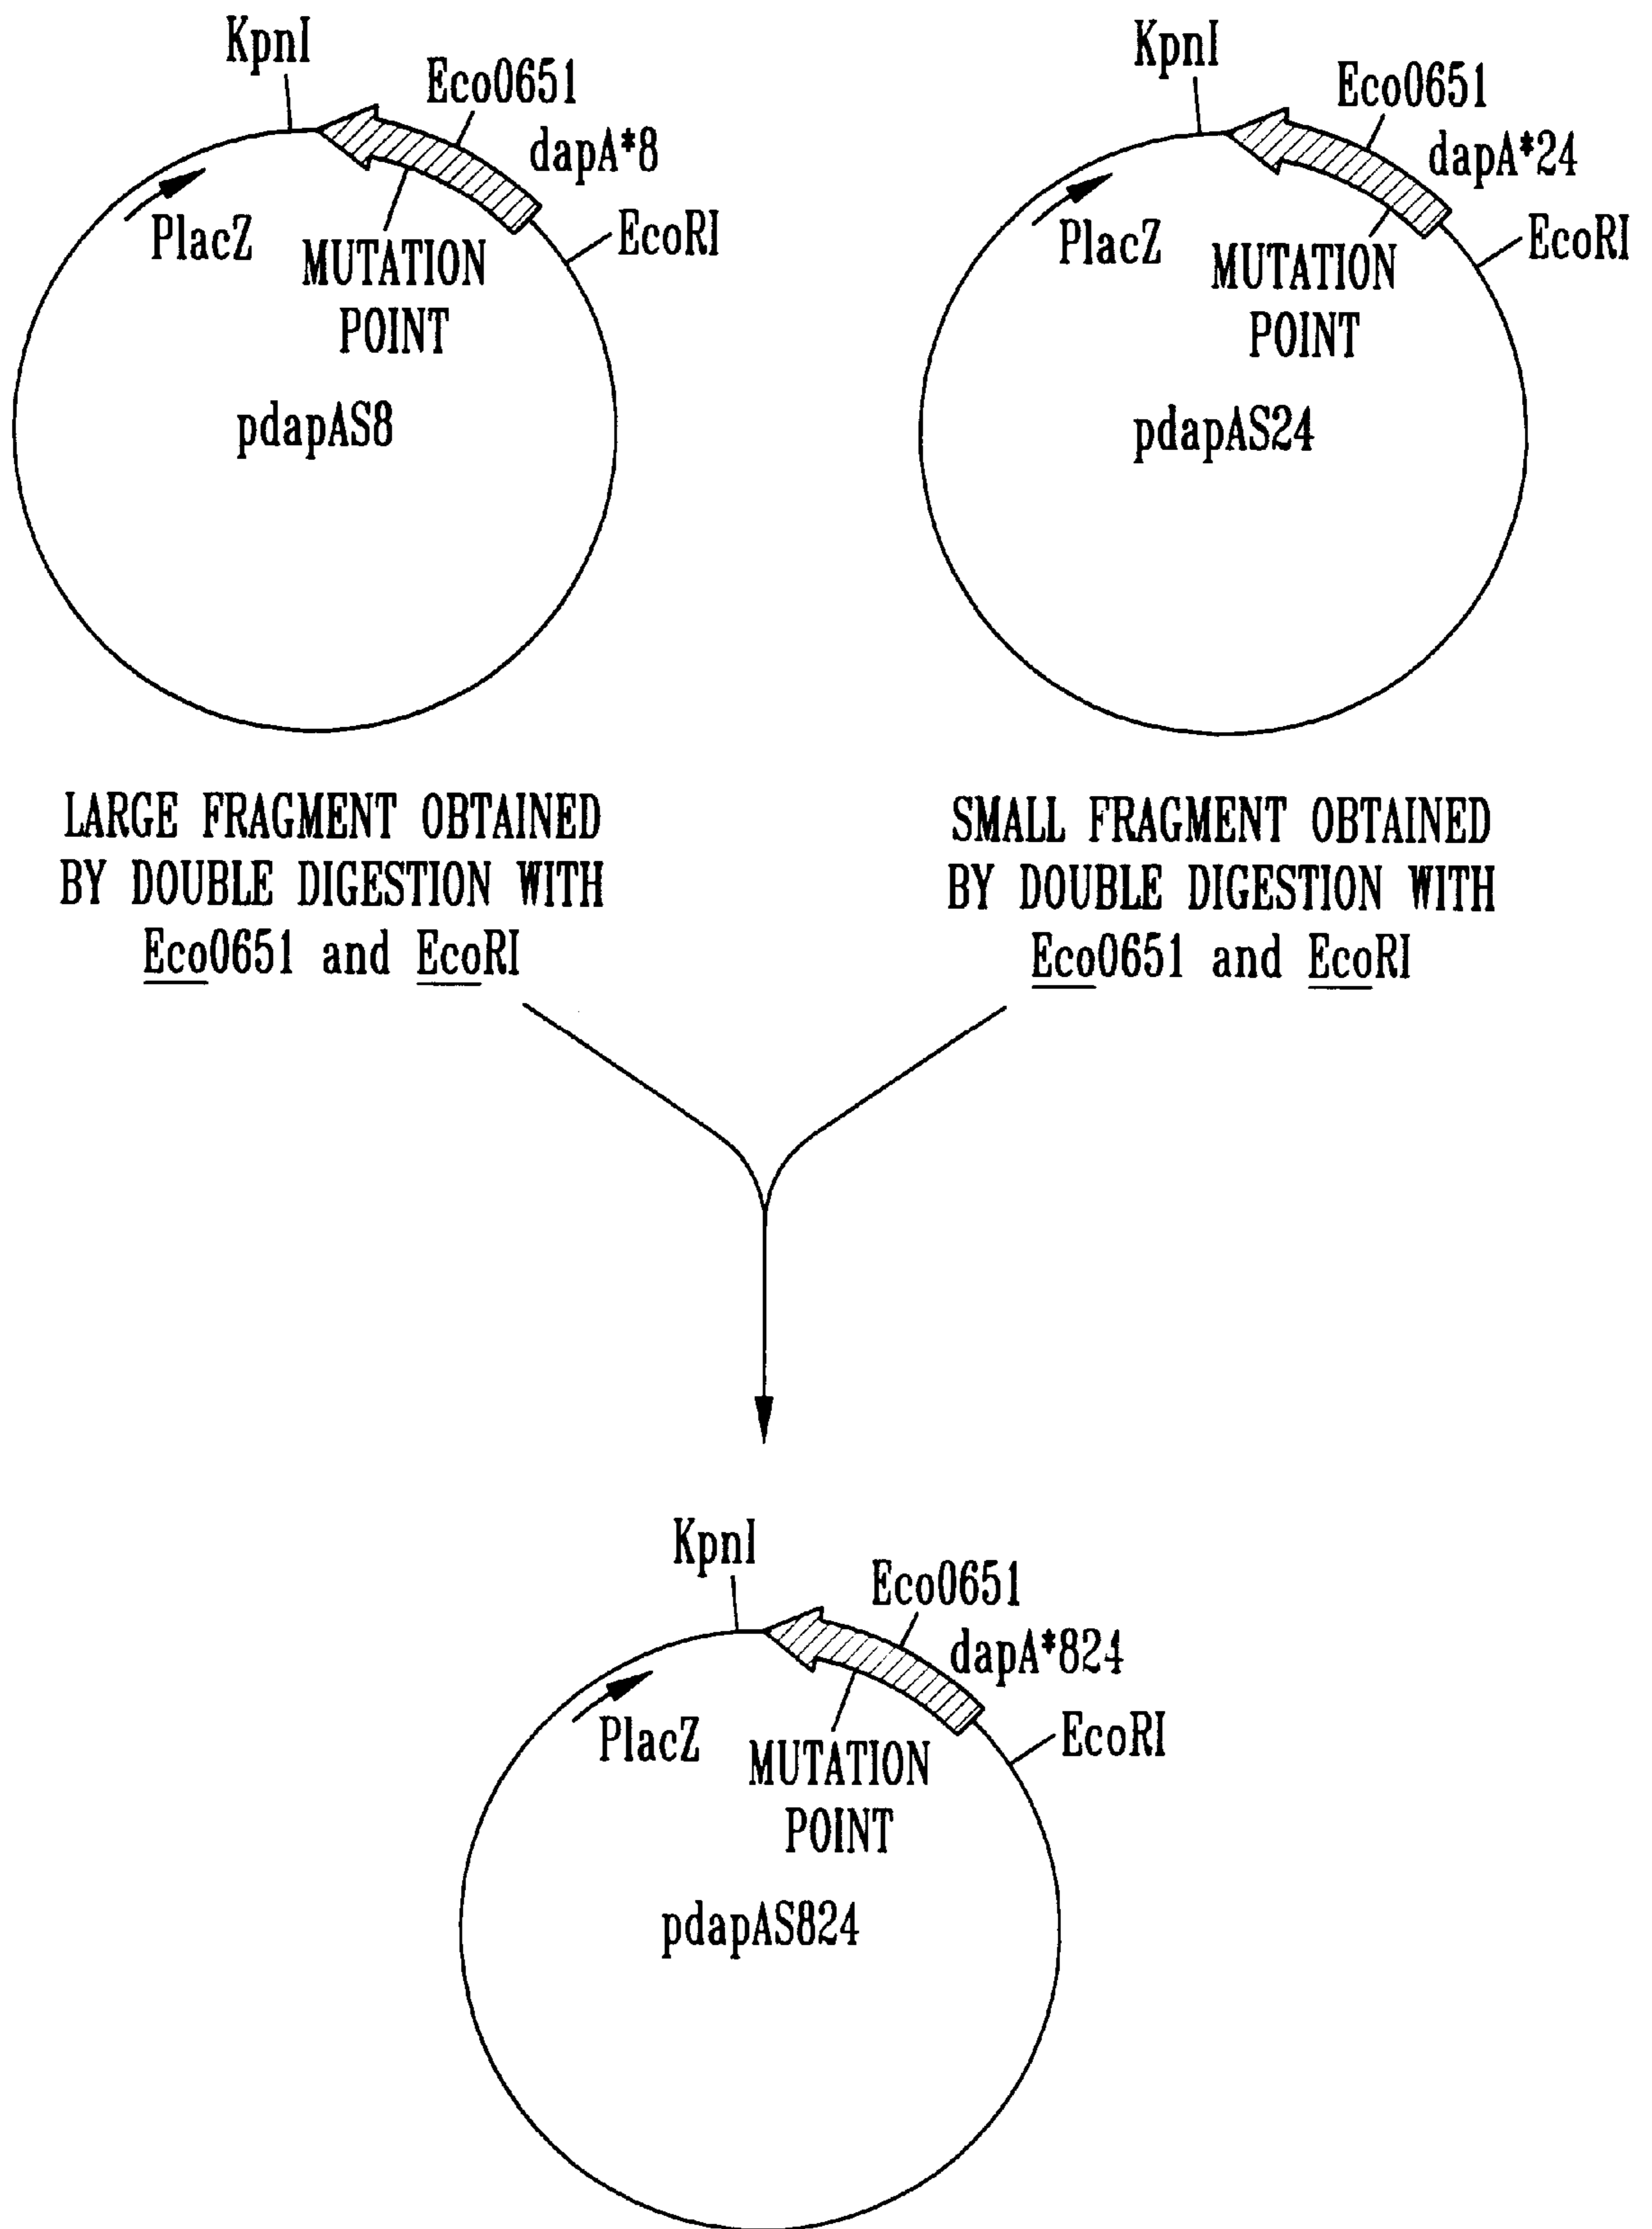 KpnI
Eco0651
dapA*8
PlacZ
EcoRI
MUTATION
POINT
pdapAS8
KpnI
Eco0651
dapA*24
PlacZ
EcoRI
MUTATION
POINT
pdapAS24
LARGE FRAGMENT OBTAINED
BY DOUBLE DIGESTION WITH
Eco0651 and EcoRI
SMALL FRAGMENT OBTAINED
BY DOUBLE DIGESTION WITH
Eco0651 and EcoRI
KpnI
Eco0651
dapA*824
PlacZ
EcoRI
MUTATION
POINT
pdapAS824